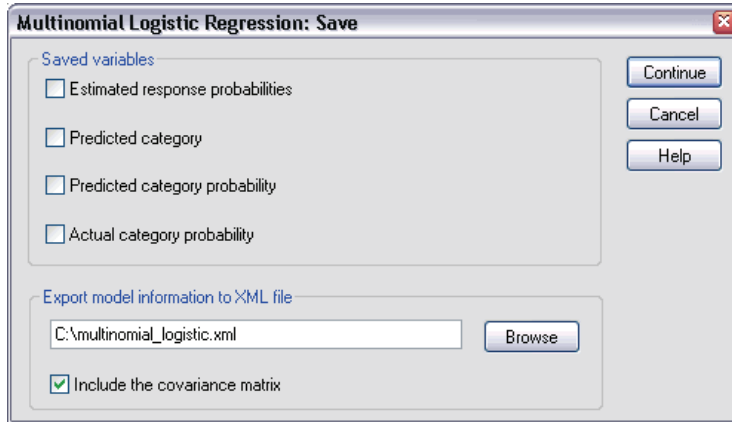 Multinomial Logistic Regression: Save
Saved variables
Estimated response probabilities
Predicted category
Predicted category probability
Actual category probability
Continue
Cancel
Help
Export model information to XML file
C:\multinomial_logistic.xml
Browse
Include the covariance matrix